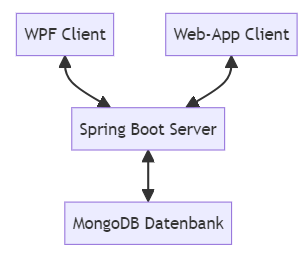 WPF Client
Web-App Client
Spring Boot Server
MongoDB Datenbank